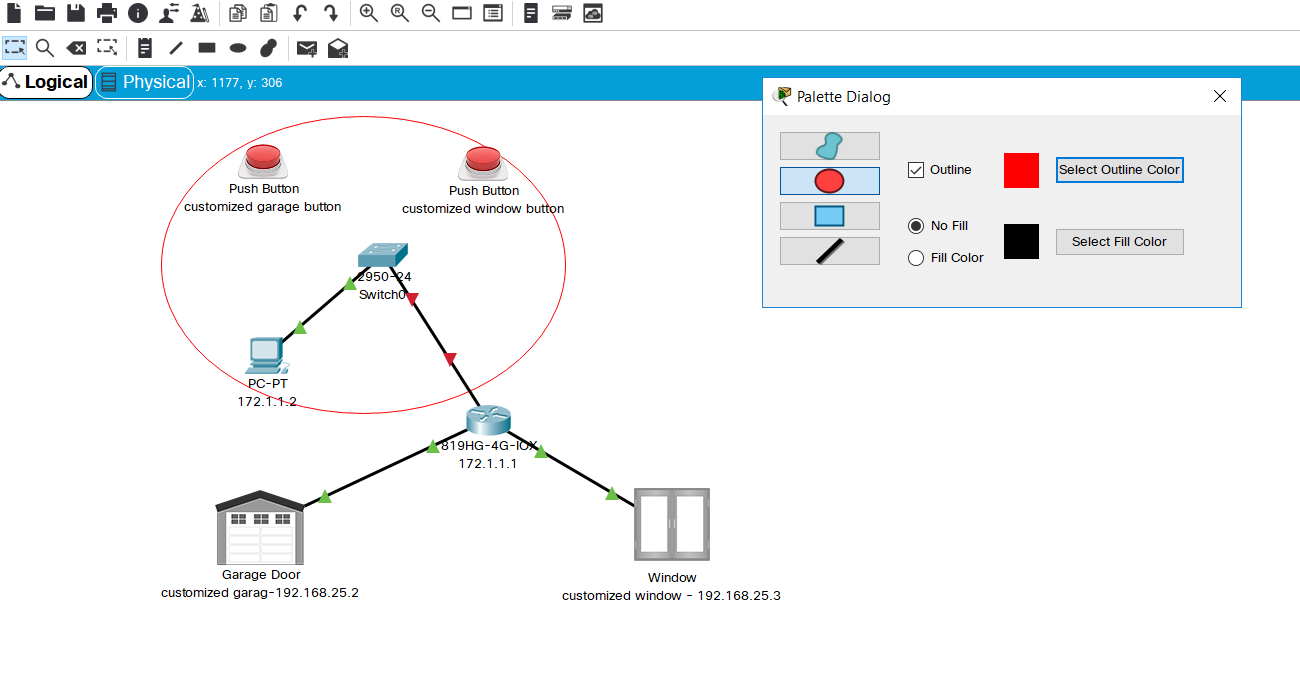 Logical
Physical
x: 1177, y: 306
Palette Dialog
Outline
Select Outline Color
No Fill
Select Fill Color
Fill Color
Push Button
customized garage button
Push Button
customized window button
2950-24
Switch0
PC-PT
172.1.1.2
819HG-4G-IOX
172.1.1.1
Garage Door
customized garag-192.168.25.2
Window
customized window - 192.168.25.3